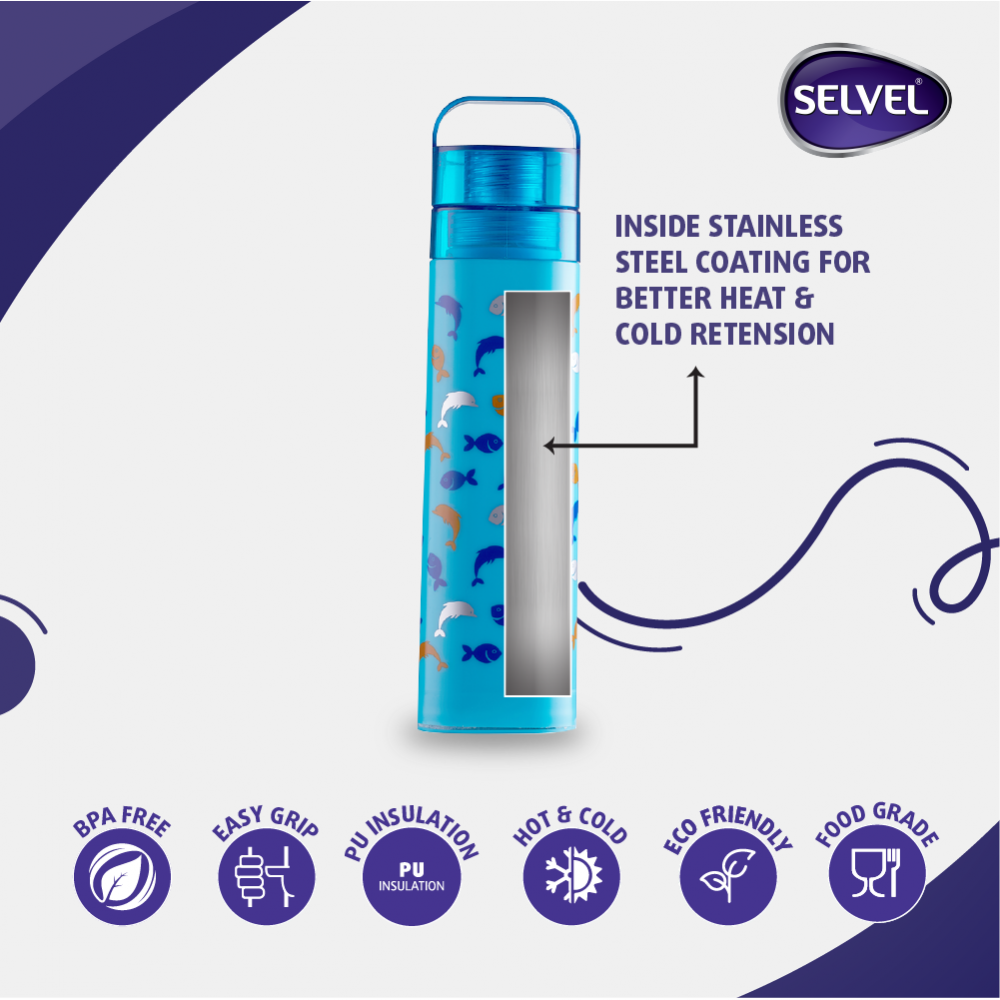 SELVEL®
INSIDE STAINLESS
STEEL COATING FOR
BETTER HEAT &
COLD RETENSION
BPA FREE
EASY GRIP
PU INSULATION
PU
INSULATION
HOT & COLD
ECO FRIENDLY
FOOD GRADE